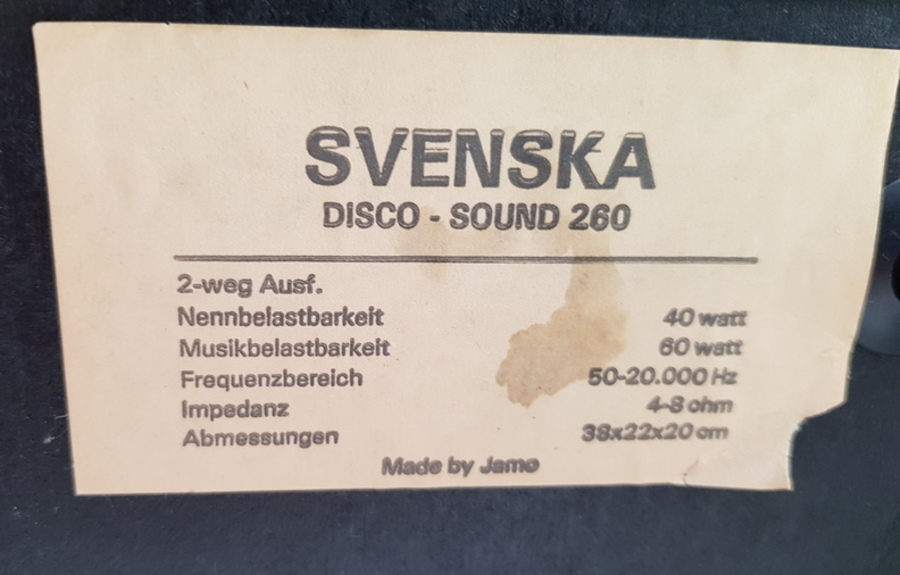 SVENSKA
DISCO - SOUND 260
2-weg Ausf.
Nennbelastbarkeit 40 watt
Musikbelastbarkeit 60 watt
Frequenzbereich 50-20.000 Hz
Impedanz 4-8 ohm
Abmessungen 38x22x20 cm
Made by Jamo